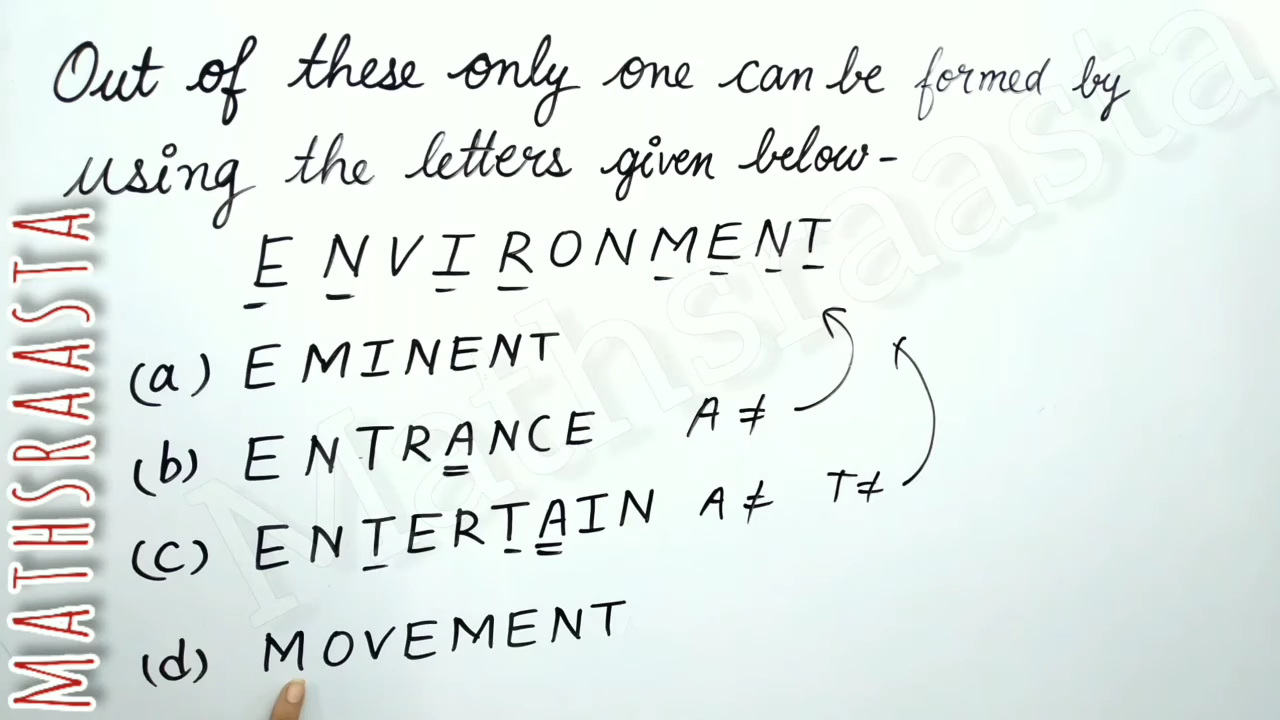 Out of these only one can be formed by
using the letters given below-
ENVIRONMENT
(a) EMINENT
(b) ENTRANCE A ≠
(c) ENTERTAIN A ≠ T≠
(d) MOVEMENT
MATHSRAASTA
Mathsraasta